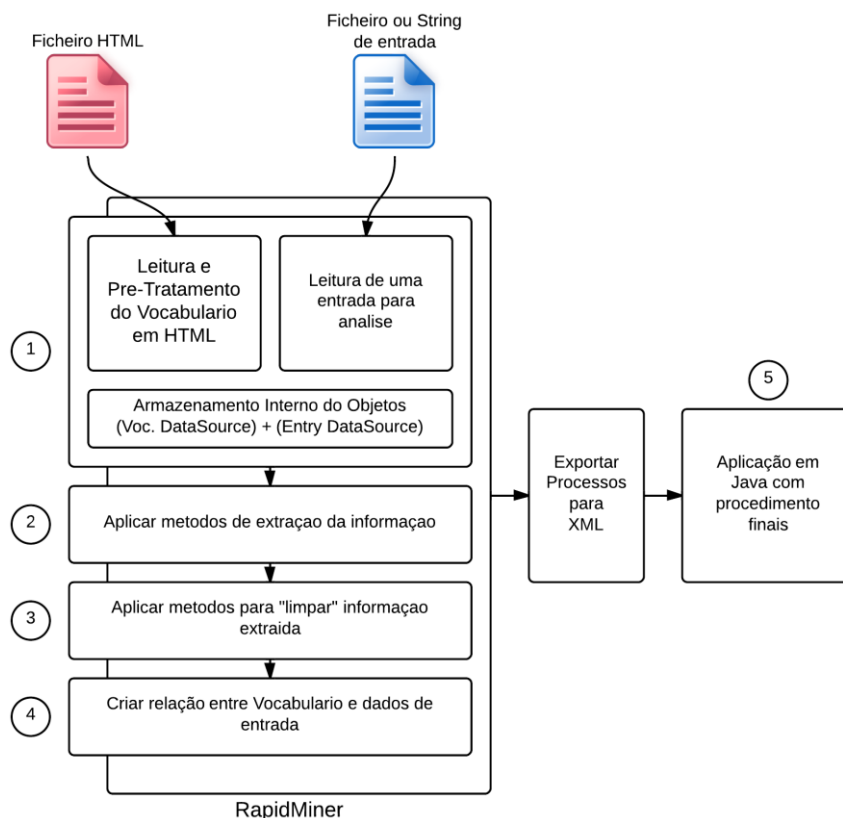 Ficheiro HTML
Ficheiro ou String
de entrada
1
Leitura e
Pre-Tratamento
do Vocabulario
em HTML
Leitura de uma
entrada para
analise
Armazenamento Interno do Objetos
(Voc. DataSource) + (Entry DataSource)
2
Aplicar metodos de extraçao da informaçao
3
Aplicar metodos para "limpar" informaçao
extraida
4
Criar relação entre Vocabulario e dados de
entrada
RapidMiner
Exportar
Processos
para
XML
5
Aplicação em
Java com
procedimento
finais